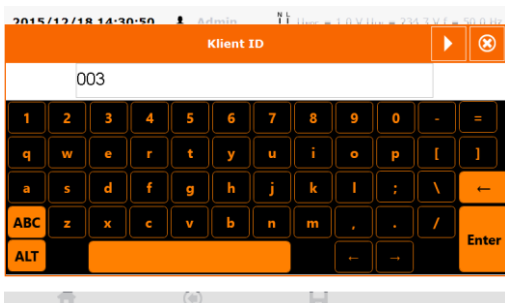 2015/12/18 14:30:50 Admin N L
Klient ID
003
1 2 3 4 5 6 7 8 9 0 - =
q w e r t y u i o p [ ]
a s d f g h j k l ; \ ←
ABC z x c v b n m , . /
Enter
ALT ← →